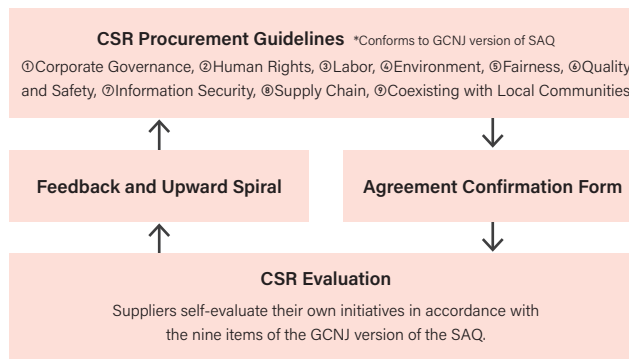 CSR Procurement Guidelines *Conforms to GCNJ version of SAQ
①Corporate Governance, ②Human Rights, ③Labor, ④Environment, ⑤Fairness, ⑥Quality
and Safety, ⑦Information Security, ⑧Supply Chain, ⑨Coexisting with Local Communities
Feedback and Upward Spiral
Agreement Confirmation Form
CSR Evaluation
Suppliers self-evaluate their own initiatives in accordance with
the nine items of the GCNJ version of the SAQ.